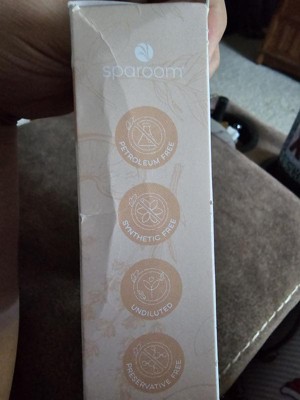 sparoom
PETROLEUM FREE
SYNTHETIC FREE
UNDILUTED
PRESERVATIVE FREE